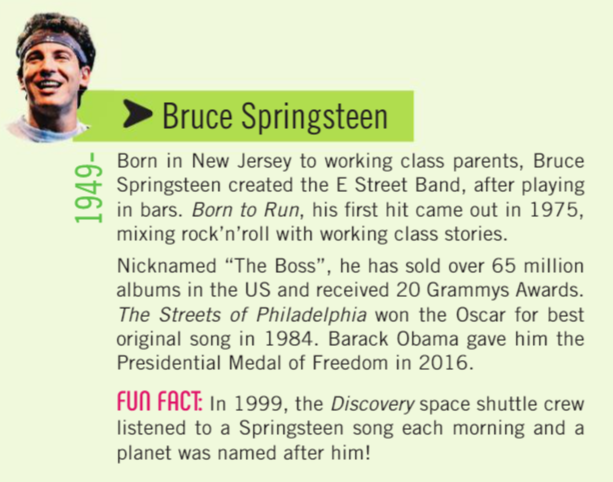 Bruce Springsteen
1949-
Born in New Jersey to working class parents, Bruce
Springsteen created the E Street Band, after playing
in bars. Born to Run, his first hit came out in 1975,
mixing rock'n'roll with working class stories.
Nicknamed “The Boss”, he has sold over 65 million
albums in the US and received 20 Grammys Awards.
The Streets of Philadelphia won the Oscar for best
original song in 1984. Barack Obama gave him the
Presidential Medal of Freedom in 2016.
FUN FACT: In 1999, the Discovery space shuttle crew
listened to a Springsteen song each morning and a
planet was named after him!